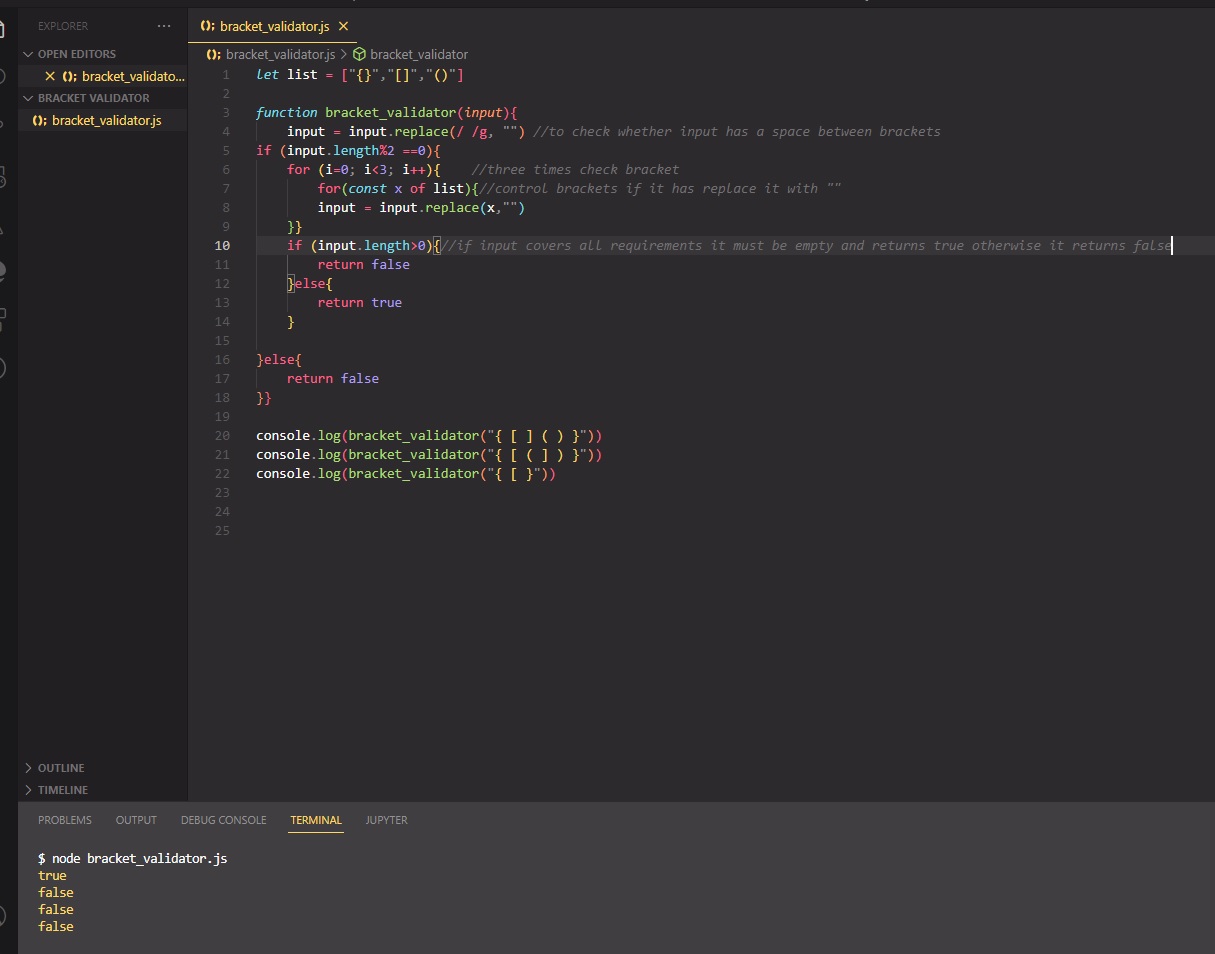 EXPLORER ...
OPEN EDITORS
(); bracket_validato...
BRACKET VALIDATOR
(); bracket_validator.js
OUTLINE
TIMELINE
(); bracket_validator.js
(); bracket_validator.js > bracket_validator
1 let list = ["{}","[]","()"]
2
3 function bracket_validator(input){
4     input = input.replace(/ /g, "") //to check whether input has a space between brackets
5 if (input.length%2 ==0){
6     for (i=0; i<3; i++){    //three times check bracket
7         for(const x of list){//control brackets if it has replace it with ""
8         input = input.replace(x,"")
9     }}
10     if (input.length>0){//if input covers all requirements it must be empty and returns true otherwise it returns false
11         return false
12     }else{
13         return true
14     }
15
16 }else{
17     return false
18 }}
19
20 console.log(bracket_validator("{ [ ] ( ) }"))
21 console.log(bracket_validator("{ [ ( ] ) }"))
22 console.log(bracket_validator("{ [ }"))
23
24
25
PROBLEMS OUTPUT DEBUG CONSOLE TERMINAL JUPYTER
$ node bracket_validator.js
true
false
false
false